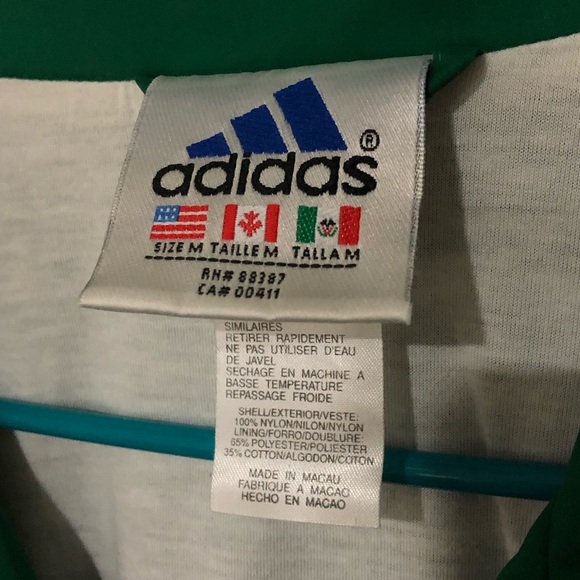 adidas®
SIZE M TAILLE M TALLA M
RN# 88387
CA# 00411
SIMILAIRES
RETIRER RAPIDEMENT
NE PAS UTILISER D'EAU
DE JAVEL
SECHAGE EN MACHINE A
BASSE TEMPERATURE
REPASSAGE FROIDE
SHELL/EXTERIOR/VESTE:
100% NYLON/NILON/NYLON
LINING/FORRO/DOUBLURE:
65% POLYESTER/POLIESTER
35% COTTON/ALGODON/COTON
MADE IN MACAU
FABRIQUE A MACAO
HECHO EN MACAO